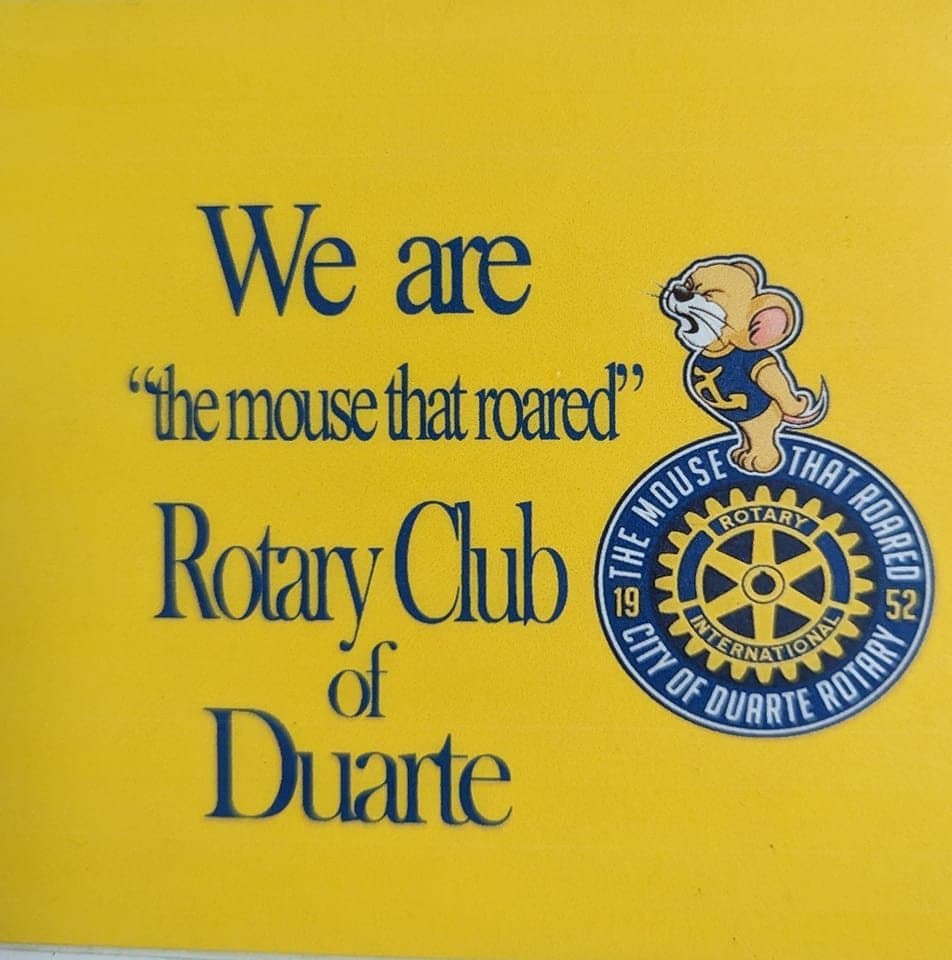 We are
“the mouse that roared”
Rotary Club
of
Duarte
THE MOUSE THAT ROARED
19 52
CITY OF DUARTE ROTARY
ROTARY
INTERNATIONAL